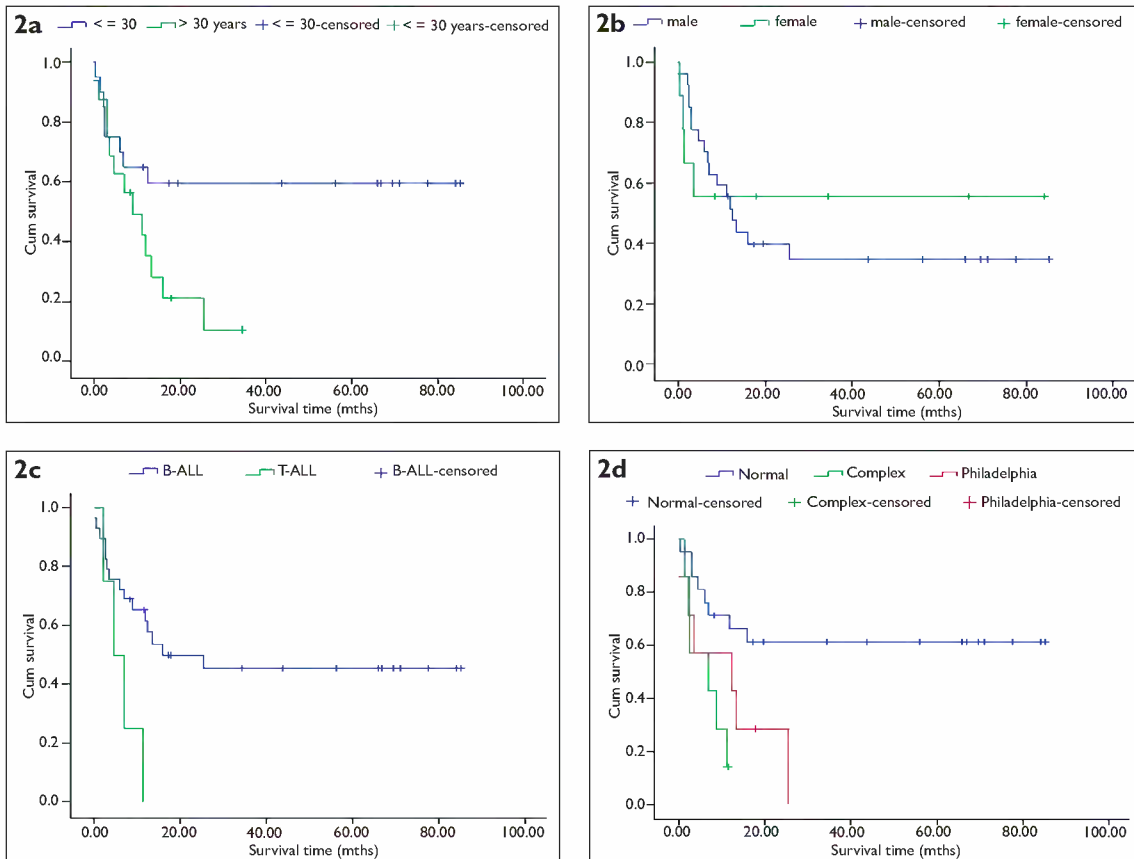 2a <= 30 > 30 years <= 30-censored <= 30 years-censored
1.0
0.8
0.6
0.4
0.2
0.0
Cum survival
0.00 20.00 40.00 60.00 80.00 100.00
Survival time (mths)
2b male female male-censored female-censored
1.0
0.8
0.6
0.4
0.2
0.0
Cum survival
0.00 20.00 40.00 60.00 80.00 100.00
Survival time (mths)
2c B-ALL T-ALL B-ALL-censored
1.0
0.8
0.6
0.4
0.2
0.0
Cum survival
0.00 20.00 40.00 60.00 80.00 100.00
Survival time (mths)
2d Normal Complex Philadelphia
Normal-censored Complex-censored Philadelphia-censored
1.0
0.8
0.6
0.4
0.2
0.0
Cum survival
0.00 20.00 40.00 60.00 80.00 100.00
Survival time (mths)